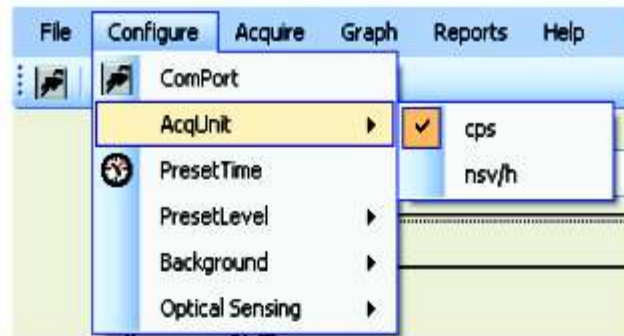 File Configure Acquire Graph Reports Help
ComPort
AcqUnit
cps
PresetTime
nsv/h
PresetLevel
Background
Optical Sensing